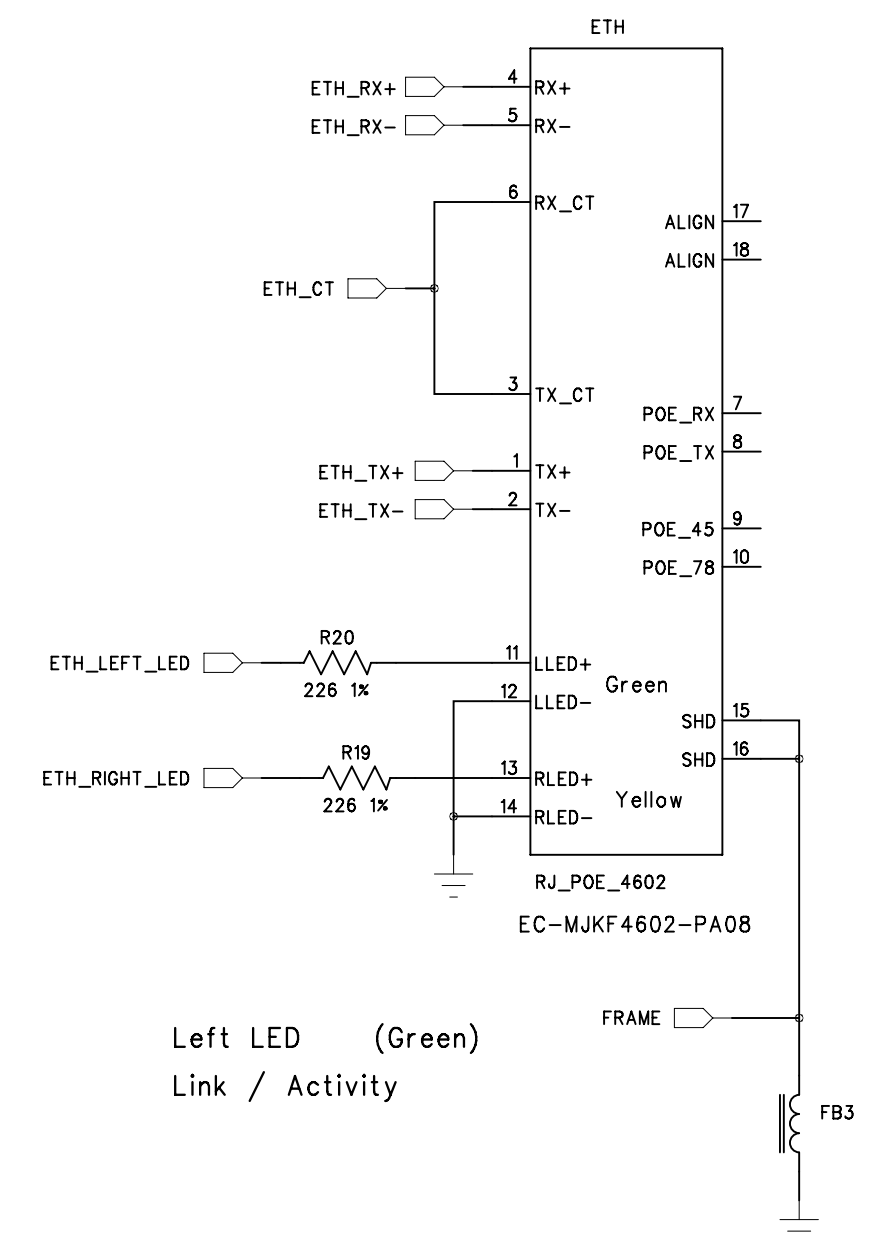 ETH
ETH_RX+ 4 RX+
ETH_RX- 5 RX-
6 RX_CT
ALIGN 17
ALIGN 18
ETH_CT
3 TX_CT
POE_RX 7
POE_TX 8
ETH_TX+ 1 TX+
ETH_TX- 2 TX-
POE_45 9
POE_78 10
R20
ETH_LEFT_LED 11 LLED+
226 1%
Green
12 LLED-
SHD 15
SHD 16
R19
ETH_RIGHT_LED 13 RLED+
226 1%
Yellow
14 RLED-
RJ_POE_4602
EC-MJKF4602-PA08
FRAME
Left LED (Green)
Link / Activity
FB3